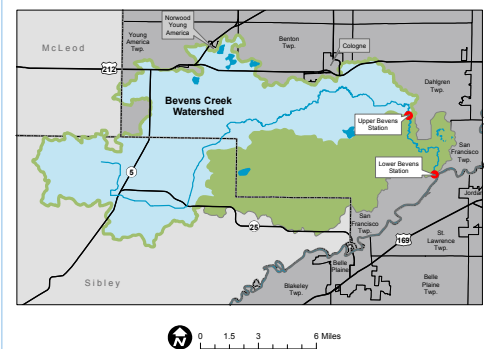 Norwood
Young
America
McLeod
Young
America
Twp.
Benton
Twp.
Cologne
212
Dahlgren
Twp.
Bevens Creek
Watershed
Upper Bevens
Station
San
Francisco
Twp.
Lower Bevens
Station
5
Jordan
San
Francisco
Twp.
25
169
St.
Lawrence
Twp.
Belle
Plaine
Sibley
Blakeley
Twp.
Belle
Plaine
Twp.
N
0 1.5 3 6 Miles